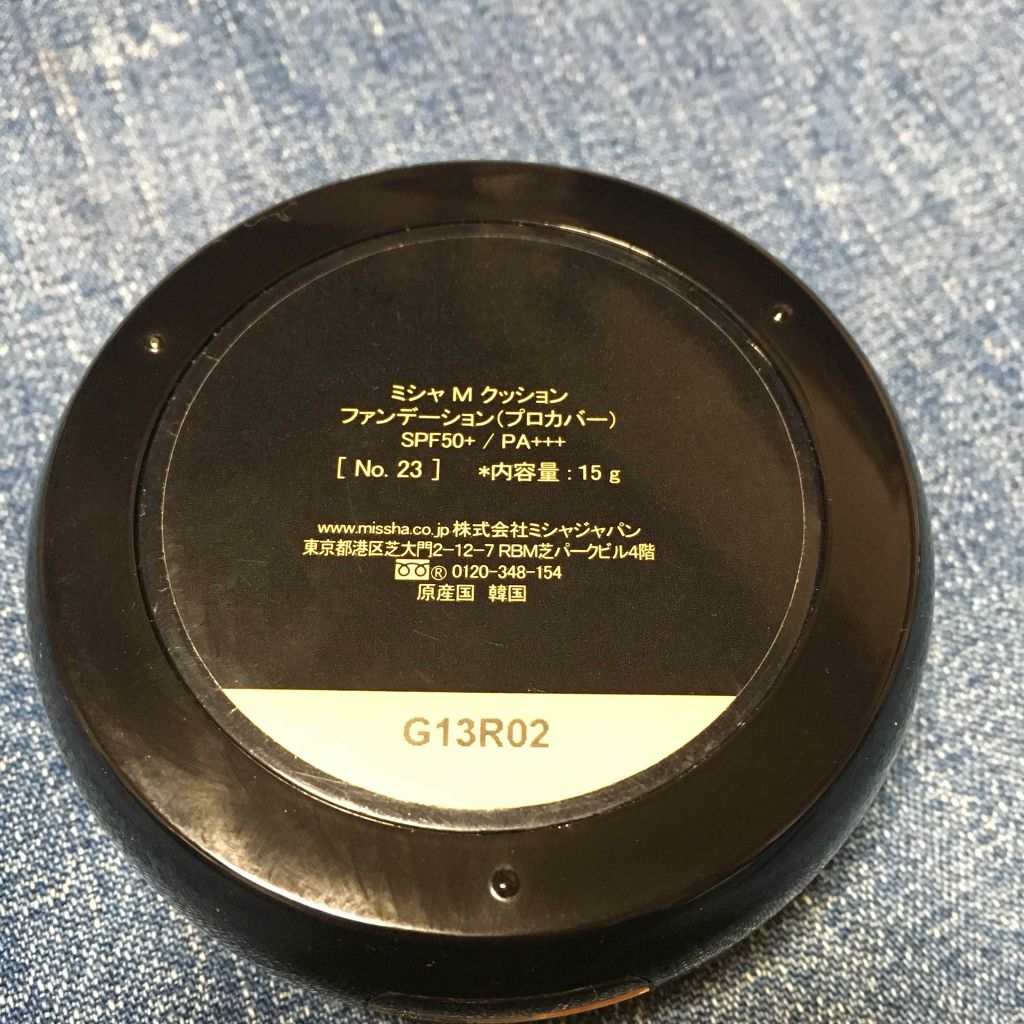 ミシャ M クッション
ファンデーション(プロカバー)
SPF50+ / PA+++
[ No. 23 ] *内容量 : 15 g
www.missha.co.jp 株式会社ミシャジャパン
東京都港区芝大門2-12-7 RBM芝パークビル4階
® 0120-348-154
原産国 韓国
G13R02